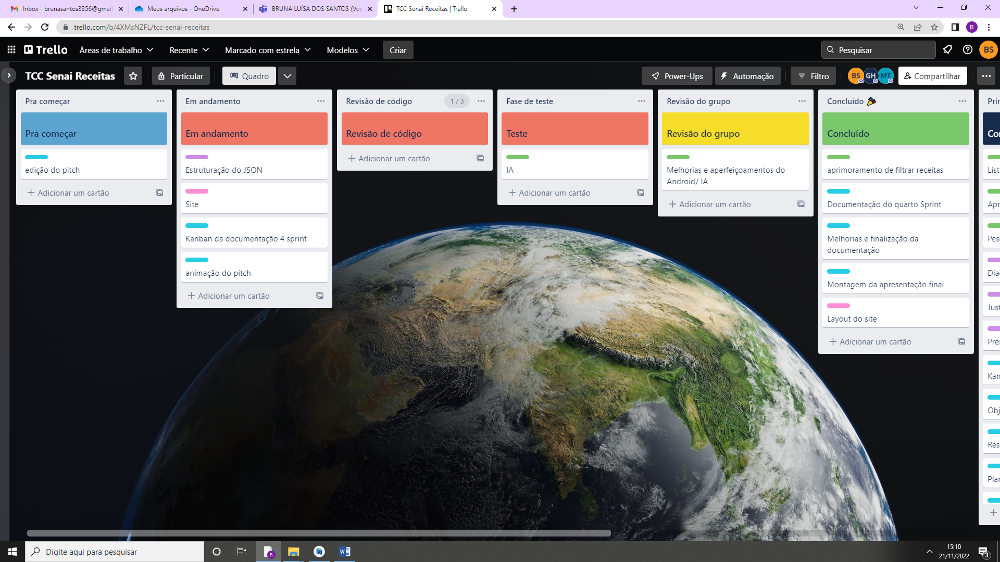 Inbox - brunasantos3356@gmail.
Meus arquivos - OneDrive
BRUNA LUÍSA DOS SANTOS (Voc
TCC Senai Receitas | Trello
trello.com/b/4XMsNZFL/tcc-senai-receitas
B
Trello
Áreas de trabalho
Recente
Marcado com estrela
Modelos
Criar
Pesquisar
BS
TCC Senai Receitas
Particular
Quadro
Power-Ups
Automação
Filtro
BS
GH
MT
Compartilhar
Pra começar
Pra começar
edição do pitch
Adicionar um cartão
Em andamento
Em andamento
Estruturação do JSON
Site
Kanban da documentação 4 sprint
animação do pitch
Adicionar um cartão
Revisão de código
1 / 3
Revisão de código
Adicionar um cartão
Fase de teste
Teste
IA
Adicionar um cartão
Revisão do grupo
Revisão do grupo
Melhorias e aperfeiçoamentos do
Android/ IA
Adicionar um cartão
Concluído
Concluído
aprimoramento de filtrar receitas
Documentação do quarto Sprint
Melhorias e finalização da
documentação
Montagem da apresentação final
Layout do site
Adicionar um cartão
Prin
Con
List
Apr
Pes
Dia
Just
Pre
Kan
Obj
Res
Plan
Digite aqui para pesquisar
B
15:10
21/11/2022
3